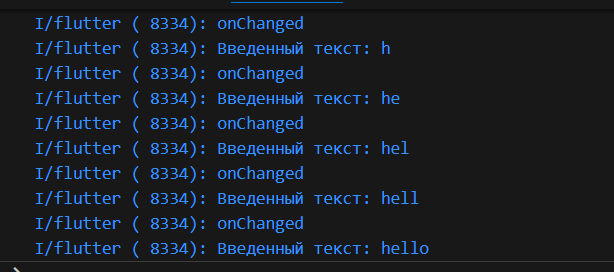 I/flutter ( 8334): onChanged
I/flutter ( 8334): Введенный текст: h
I/flutter ( 8334): onChanged
I/flutter ( 8334): Введенный текст: he
I/flutter ( 8334): onChanged
I/flutter ( 8334): Введенный текст: hel
I/flutter ( 8334): onChanged
I/flutter ( 8334): Введенный текст: hell
I/flutter ( 8334): onChanged
I/flutter ( 8334): Введенный текст: hello